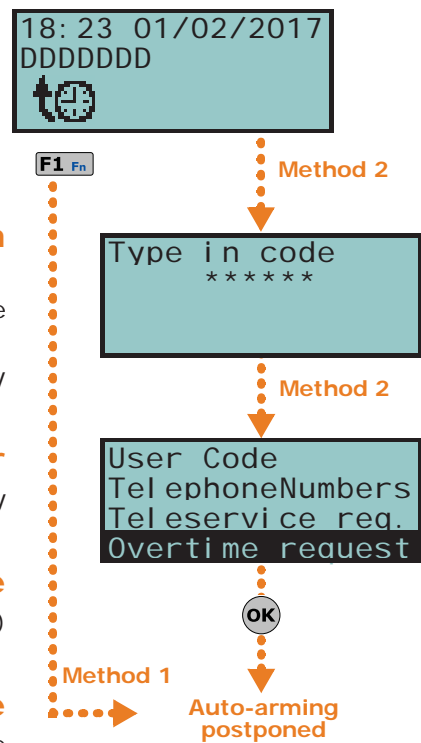 18:23 01/02/2017
DDDDDDD
F1 Fn
Method 2
Type in code
******
Method 2
User Code
TelephoneNumbers
Teleservice req.
Overtime request
OK
Method 1
Auto-arming
postponed